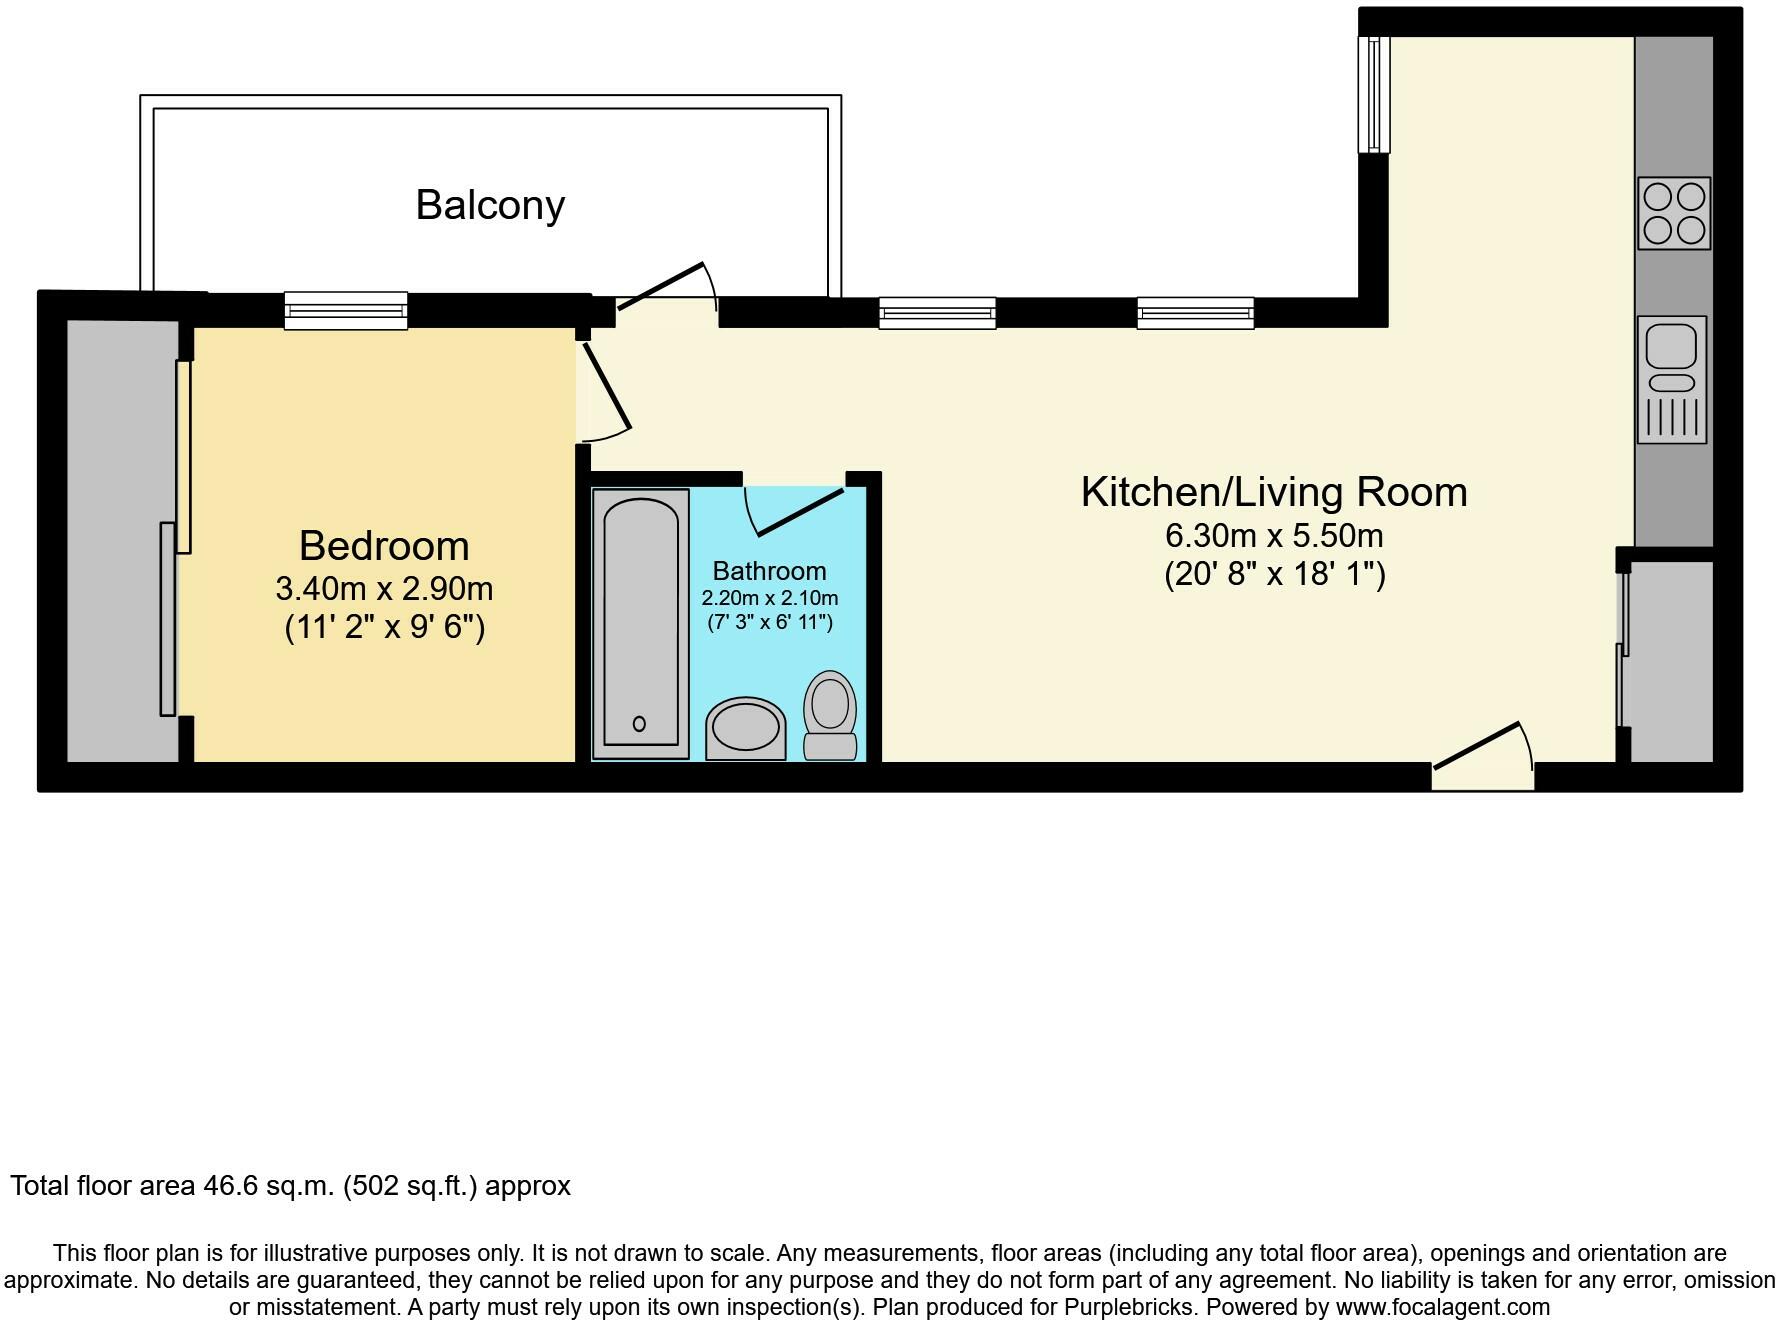 Balcony
Kitchen/Living Room
6.30m x 5.50m
(20' 8" x 18' 1")
Bedroom
3.40m x 2.90m
(11' 2" x 9' 6")
Bathroom
2.20m x 2.10m
(7' 3" x 6' 11")
Total floor area 46.6 sq.m. (502 sq.ft.) approx
This floor plan is for illustrative purposes only. It is not drawn to scale. Any measurements, floor areas (including any total floor area), openings and orientation are
approximate. No details are guaranteed, they cannot be relied upon for any purpose and they do not form part of any agreement. No liability is taken for any error, omission
or misstatement. A party must rely upon its own inspection(s). Plan produced for Purplebricks. Powered by www.focalagent.com